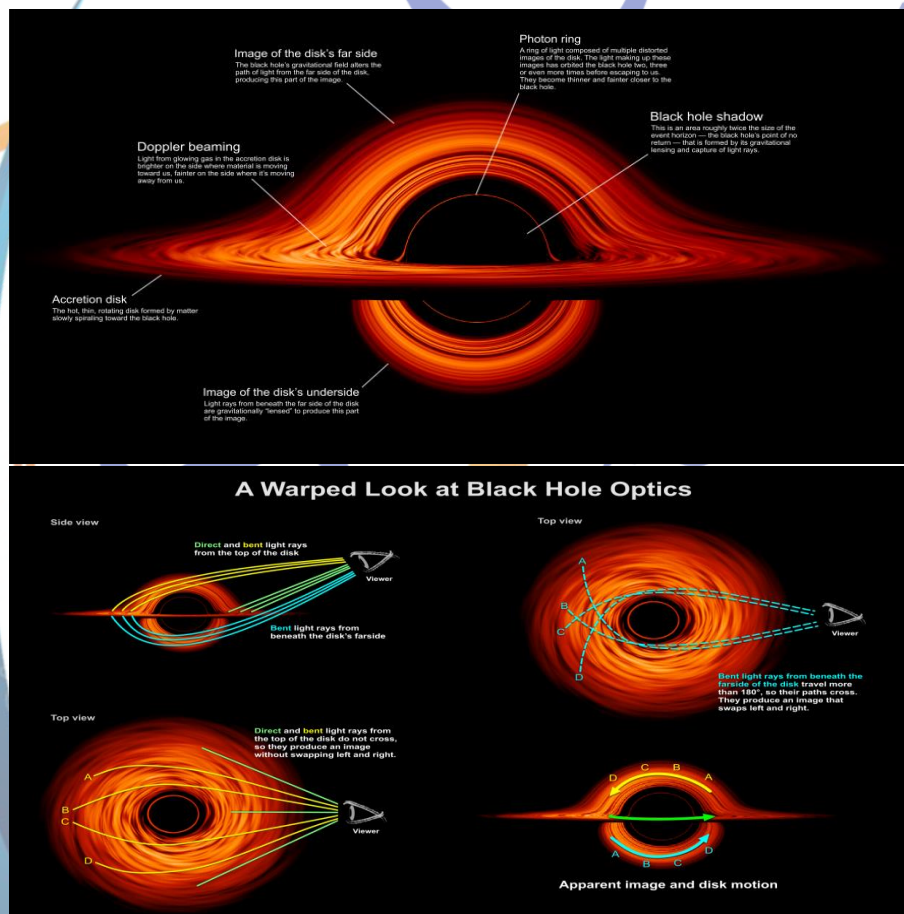 Photon ring
A ring of light composed of multiple distorted
images of the disk. The light making up these
images has orbited the black hole two, three
or even more times before escaping to us.
They become thinner and fainter closer to the
black hole.
Image of the disk's far side
The black hole's gravitational field alters the
path of light from the far side of the disk,
producing this part of the image.
Black hole shadow
This is an area roughly twice the size of the
event horizon — the black hole's point of no
return — that is formed by its gravitational
lensing and capture of light rays.
Doppler beaming
Light from glowing gas in the accretion disk is
brighter on the side where material is moving
toward us, fainter on the side where it's moving
away from us.
Accretion disk
The hot, thin, rotating disk formed by matter
slowly spiraling toward the black hole.
Image of the disk's underside
Light rays from beneath the far side of the disk
are gravitationally "lensed" to produce this part
of the image.
A Warped Look at Black Hole Optics
Side view
Direct and bent light rays
from the top of the disk
Viewer
Bent light rays from
beneath the disk's farside
Top view
A
B
C
D
Viewer
Bent light rays from beneath the
farside of the disk travel more
than 180°, so their paths cross.
They produce an image that
swaps left and right.
Top view
Direct and bent light rays from
the top of the disk do not cross,
so they produce an image
without swapping left and right.
A
B
C
D
Viewer
D C B A
A B C D
Apparent image and disk motion